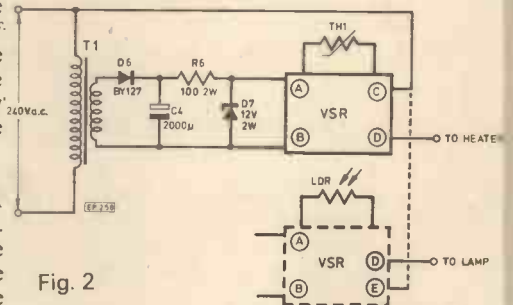 T1
D6
BY127
R6
100 2W
C4
2000µ
D7
12V
2W
240V a.c.
TH1
A
C
VSR
B
D
TO HEATE
EP 258
LDR
A
VSR
D
TO LAMP
B
E
Fig. 2